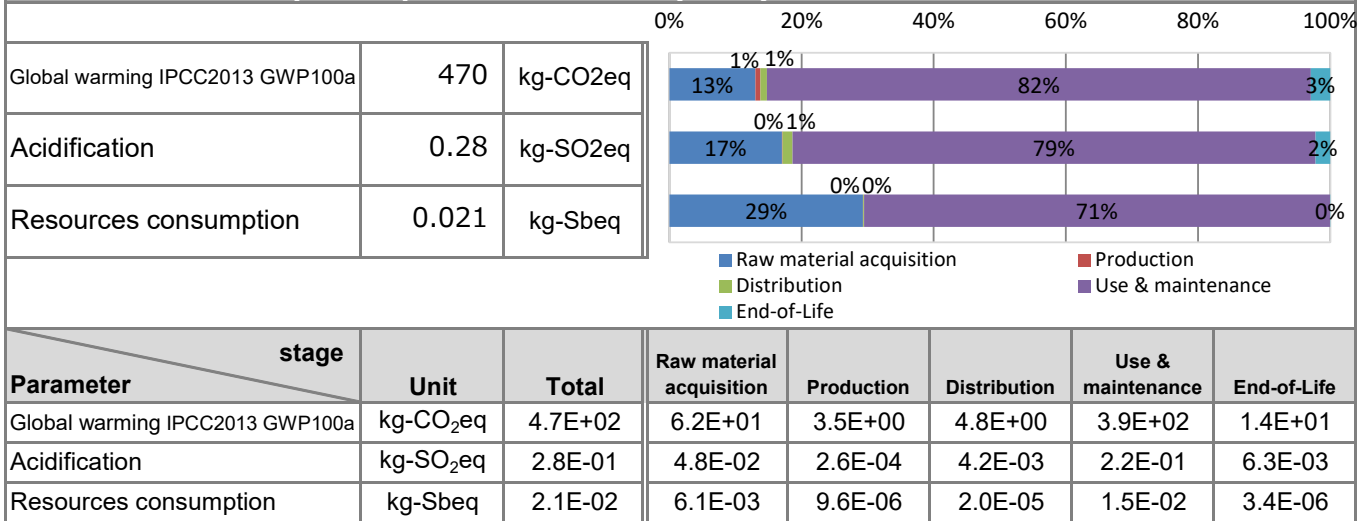 0% 20% 40% 60% 80% 100%
Global warming IPCC2013 GWP100a 470 kg-CO2eq
1% 1%
13% 82% 3%
Acidification 0.28 kg-SO2eq
0% 1%
17% 79% 2%
Resources consumption 0.021 kg-Sbeq
0% 0%
29% 71% 0%
Raw material acquisition Production
Distribution Use & maintenance
End-of-Life
stage
Parameter Unit Total Raw material acquisition Production Distribution Use & maintenance End-of-Life
Global warming IPCC2013 GWP100a kg-CO₂eq 4.7E+02 6.2E+01 3.5E+00 4.8E+00 3.9E+02 1.4E+01
Acidification kg-SO₂eq 2.8E-01 4.8E-02 2.6E-04 4.2E-03 2.2E-01 6.3E-03
Resources consumption kg-Sbeq 2.1E-02 6.1E-03 9.6E-06 2.0E-05 1.5E-02 3.4E-06